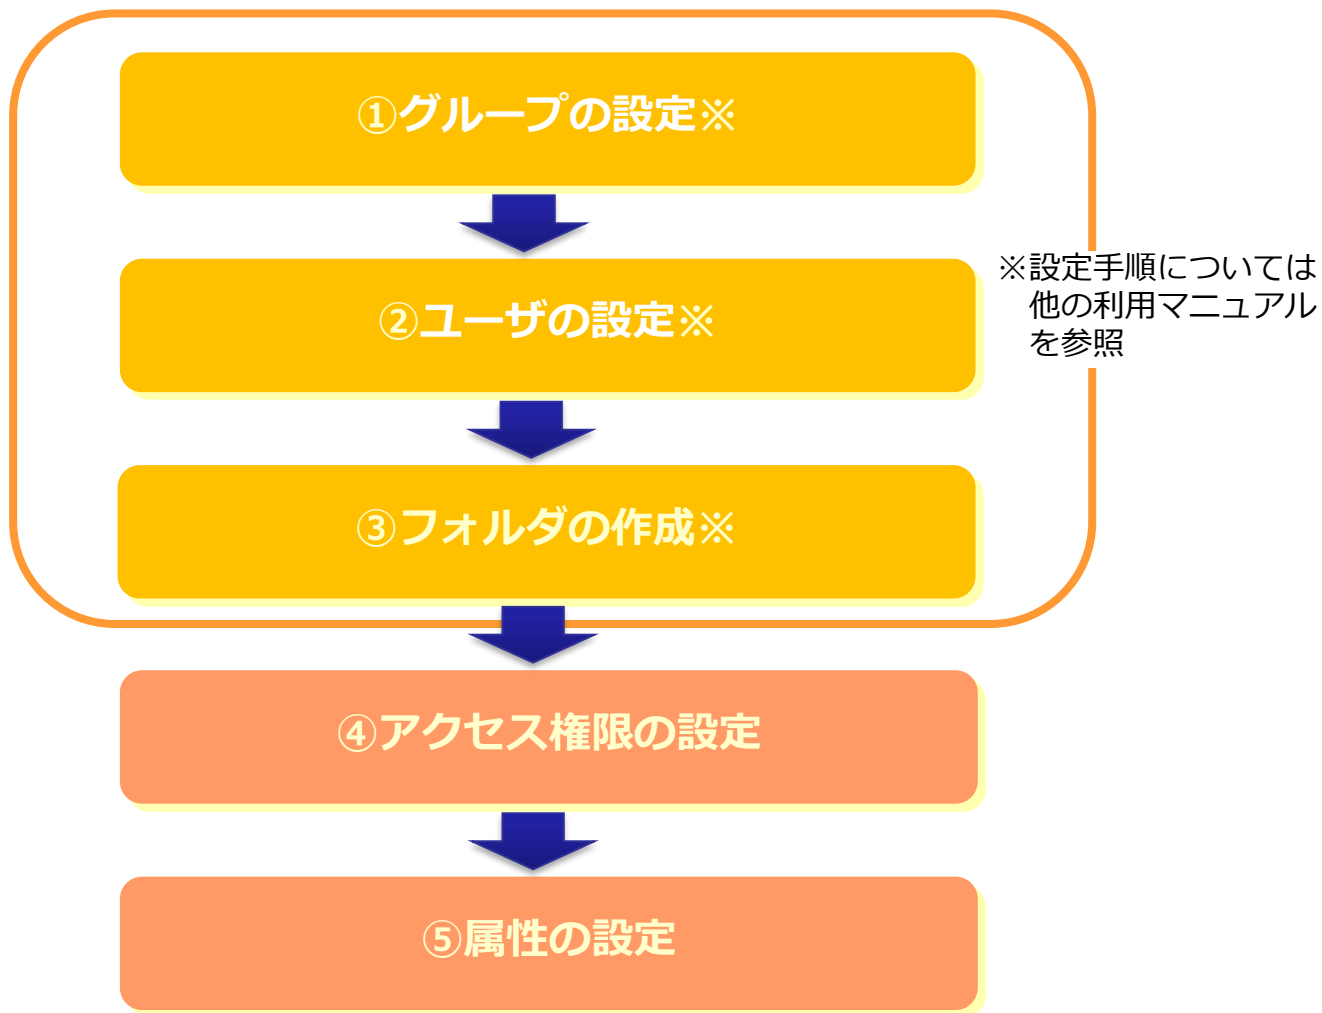 ①グループの設定※
②ユーザの設定※
※設定手順については
他の利用マニュアル
を参照
③フォルダの作成※
④アクセス権限の設定
⑤属性の設定